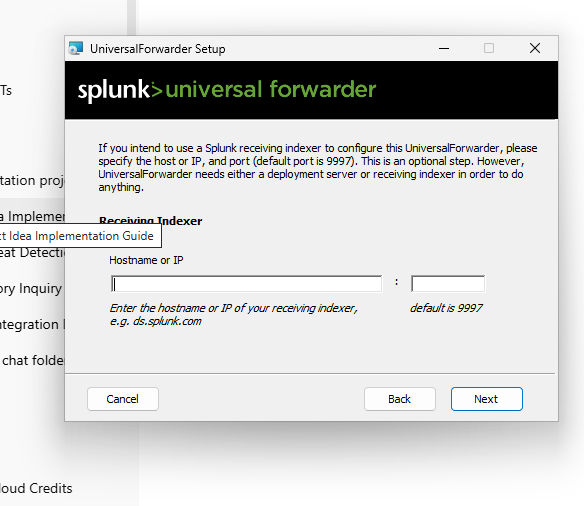 UniversalForwarder Setup
splunk>universal forwarder
If you intend to use a Splunk receiving indexer to configure this UniversalForwarder, please
specify the host or IP, and port (default port is 9997). This is an optional step. However,
UniversalForwarder needs either a deployment server or receiving indexer in order to do
anything.
Receiving Indexer
Hostname or IP
:
Enter the hostname or IP of your receiving indexer,
e.g. ds.splunk.com
default is 9997
Cancel
Back
Next
Ts
tation proj
a Implemen
ct Idea Implementation Guide
eat Detecti
ory Inquiry
ntegration
chat folde
loud Credits